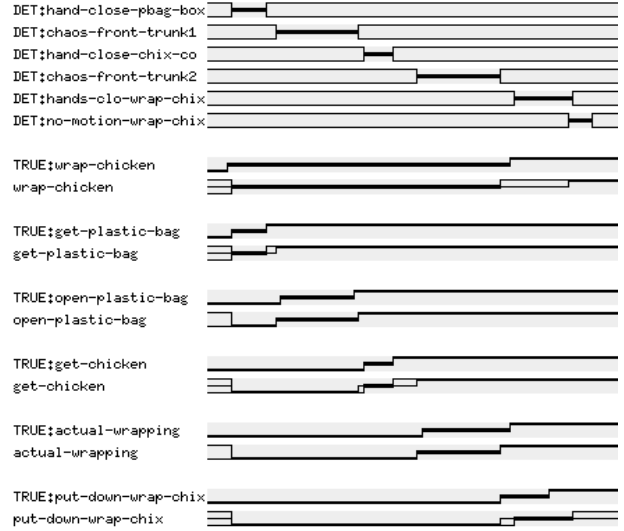 DET:hand-close-pbag-box
DET:chaos-front-trunk1
DET:hand-close-chix-co
DET:chaos-front-trunk2
DET:hands-clo-wrap-chix
DET:no-motion-wrap-chix
TRUE:wrap-chicken
wrap-chicken
TRUE:get-plastic-bag
get-plastic-bag
TRUE:open-plastic-bag
open-plastic-bag
TRUE:get-chicken
get-chicken
TRUE:actual-wrapping
actual-wrapping
TRUE:put-down-wrap-chix
put-down-wrap-chix